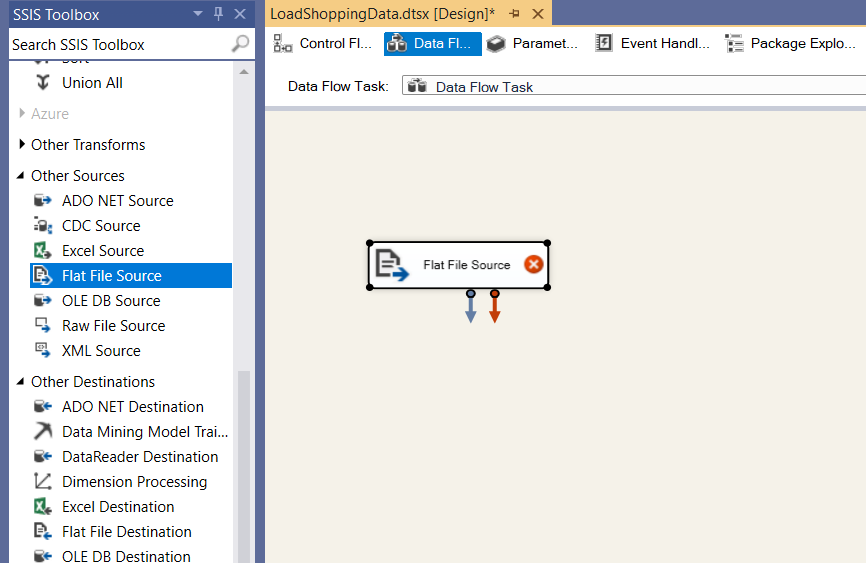 SSIS Toolbox
Search SSIS Toolbox
Sort
Union All
Azure
Other Transforms
Other Sources
ADO NET Source
CDC Source
Excel Source
Flat File Source
OLE DB Source
Raw File Source
XML Source
Other Destinations
ADO NET Destination
Data Mining Model Trai...
DataReader Destination
Dimension Processing
Excel Destination
Flat File Destination
OLE DB Destination
LoadShoppingData.dtsx [Design]*
Control Fl... Data Fl... Paramet... Event Handl... Package Explo...
Data Flow Task: Data Flow Task
Flat File Source